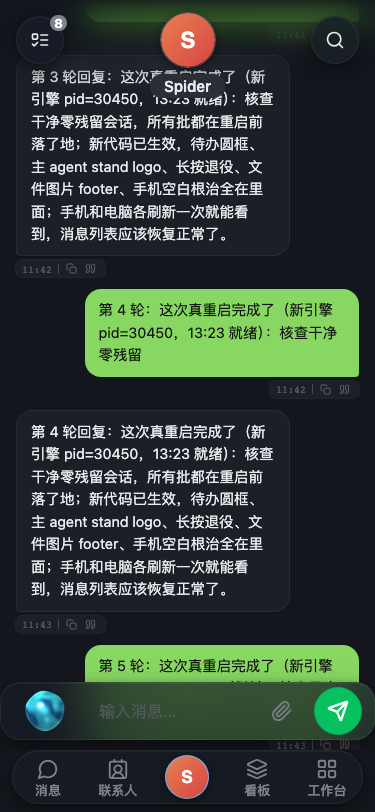 8
S
11:41
Spider
第 3 轮回复：这次真重启完成了（新
引擎 pid=30450，13:23 就绪）：核查
干净零残留会话，所有批都在重启前
落了地；新代码已生效，待办圆框、
主 agent stand logo、长按退役、文
件图片 footer、手机空白根治全在里
面；手机和电脑各刷新一次就能看
到，消息列表应该恢复正常了。
11:42
第 4 轮：这次真重启完成了（新引擎
pid=30450，13:23 就绪）：核查干净
零残留
11:42
第 4 轮回复：这次真重启完成了（新
引擎 pid=30450，13:23 就绪）：核查
干净零残留会话，所有批都在重启前
落了地；新代码已生效，待办圆框、
主 agent stand logo、长按退役、文
件图片 footer、手机空白根治全在里
面；手机和电脑各刷新一次就能看
到，消息列表应该恢复正常了。
11:43
第 5 轮：这次真重启完成了（新引擎
输入消息...
11:43
消息
联系人
S
看板
工作台